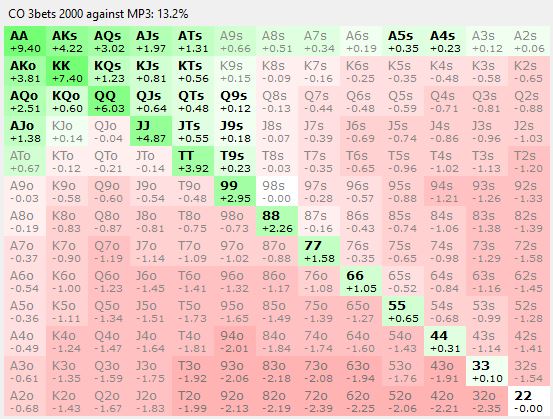 CO 3bets 2000 against MP3: 13.2%
AA AKs AQs AJs ATs A9s A8s A7s A6s A5s A4s A3s A2s
+9.40 +4.22 +3.02 +1.97 +1.31 +0.66 +0.51 +0.34 +0.19 +0.35 +0.23 +0.12 +0.06
AKo KK KQs KJs KTs K9s K8s K7s K6s K5s K4s K3s K2s
+3.81 +7.40 +1.23 +0.81 +0.56 +0.15 -0.09 -0.16 -0.25 -0.35 -0.48 -0.58 -0.65
AQo KQo QQ QJs QTs Q9s Q8s Q7s Q6s Q5s Q4s Q3s Q2s
+2.51 +0.60 +6.03 +0.64 +0.48 +0.12 -0.13 -0.44 -0.48 -0.59 -0.71 -0.81 -0.88
AJo KJo QJo JJ JTs J9s J8s J7s J6s J5s J4s J3s J2s
+1.38 +0.14 -0.04 +4.87 +0.55 +0.18 -0.07 -0.39 -0.69 -0.74 -0.86 -0.96 -1.03
ATo KTo QTo JTo TT T9s T8s T7s T6s T5s T4s T3s T2s
+0.67 -0.12 -0.21 -0.14 +3.92 +0.23 -0.03 -0.35 -0.65 -0.96 -1.02 -1.13 -1.20
A9o K9o Q9o J9o T9o 99 98s 97s 96s 95s 94s 93s 92s
-0.03 -0.58 -0.60 -0.54 -0.48 +2.95 -0.00 -0.28 -0.57 -0.88 -1.21 -1.26 -1.33
A8o K8o Q8o J8o T8o 98o 88 87s 86s 85s 84s 83s 82s
-0.19 -0.83 -0.87 -0.81 -0.75 -0.73 +2.26 -0.16 -0.43 -0.74 -1.06 -1.38 -1.39
A7o K7o Q7o J7o T7o 97o 87o 77 76s 75s 74s 73s 72s
-0.37 -0.90 -1.19 -1.14 -1.09 -1.02 -0.88 +1.58 -0.35 -0.65 -0.98 -1.29 -1.58
A6o K6o Q6o J6o T6o 96o 86o 76o 66 65s 64s 63s 62s
-0.54 -1.00 -1.23 -1.45 -1.41 -1.32 -1.17 -1.08 +1.05 -0.52 -0.84 -1.16 -1.45
A5o K5o Q5o J5o T5o 95o 85o 75o 65o 55 54s 53s 52s
-0.36 -1.11 -1.34 -1.51 -1.73 -1.65 -1.49 -1.39 -1.27 +0.65 -0.68 -0.99 -1.28
A4o K4o Q4o J4o T4o 94o 84o 74o 64o 54o 44 43s 42s
-0.49 -1.24 -1.47 -1.64 -1.81 -2.01 -1.84 -1.74 -1.60 -1.43 +0.31 -1.14 -1.41
A3o K3o Q3o J3o T3o 93o 83o 73o 63o 53o 43o 33 32s
-0.61 -1.35 -1.59 -1.75 -1.92 -2.06 -2.18 -2.08 -1.94 -1.76 -1.91 +0.10 -1.54
A2o K2o Q2o J2o T2o 92o 82o 72o 62o 52o 42o 32o 22
-0.68 -1.43 -1.67 -1.83 -1.99 -2.13 -2.19 -2.39 -2.25 -2.06 -2.21 -2.35 -0.00